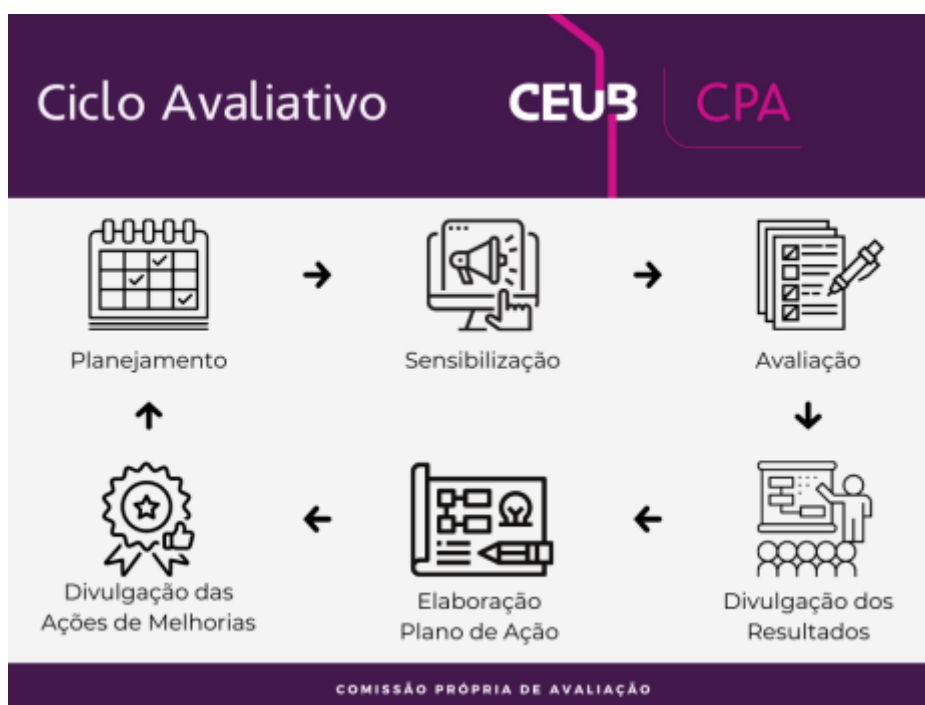 Ciclo Avaliativo
CEUB
CPA
Planejamento
Sensibilização
Avaliação
Divulgação das
Ações de Melhorias
Elaboração
Plano de Ação
Divulgação dos
Resultados
COMISSÃO PRÓPRIA DE AVALIAÇÃO